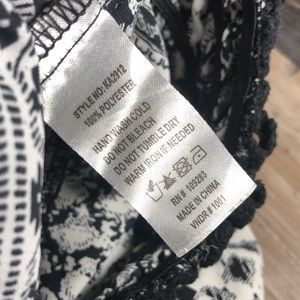 STYLE NO: KA2912
100% POLYESTER
HAND WASH COLD
DO NOT BLEACH
DO NOT TUMBLE DRY
WARM IRON IF NEEDED
RN # 109283
MADE IN CHINA
VNDR # 1001